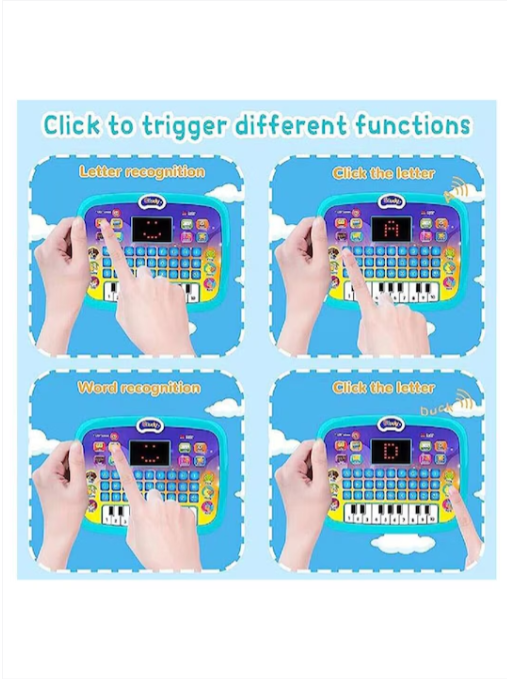 Click to trigger different functions
Letter recognition
Click the letter
A
A
Word recognition
Click the letter
Duck
D